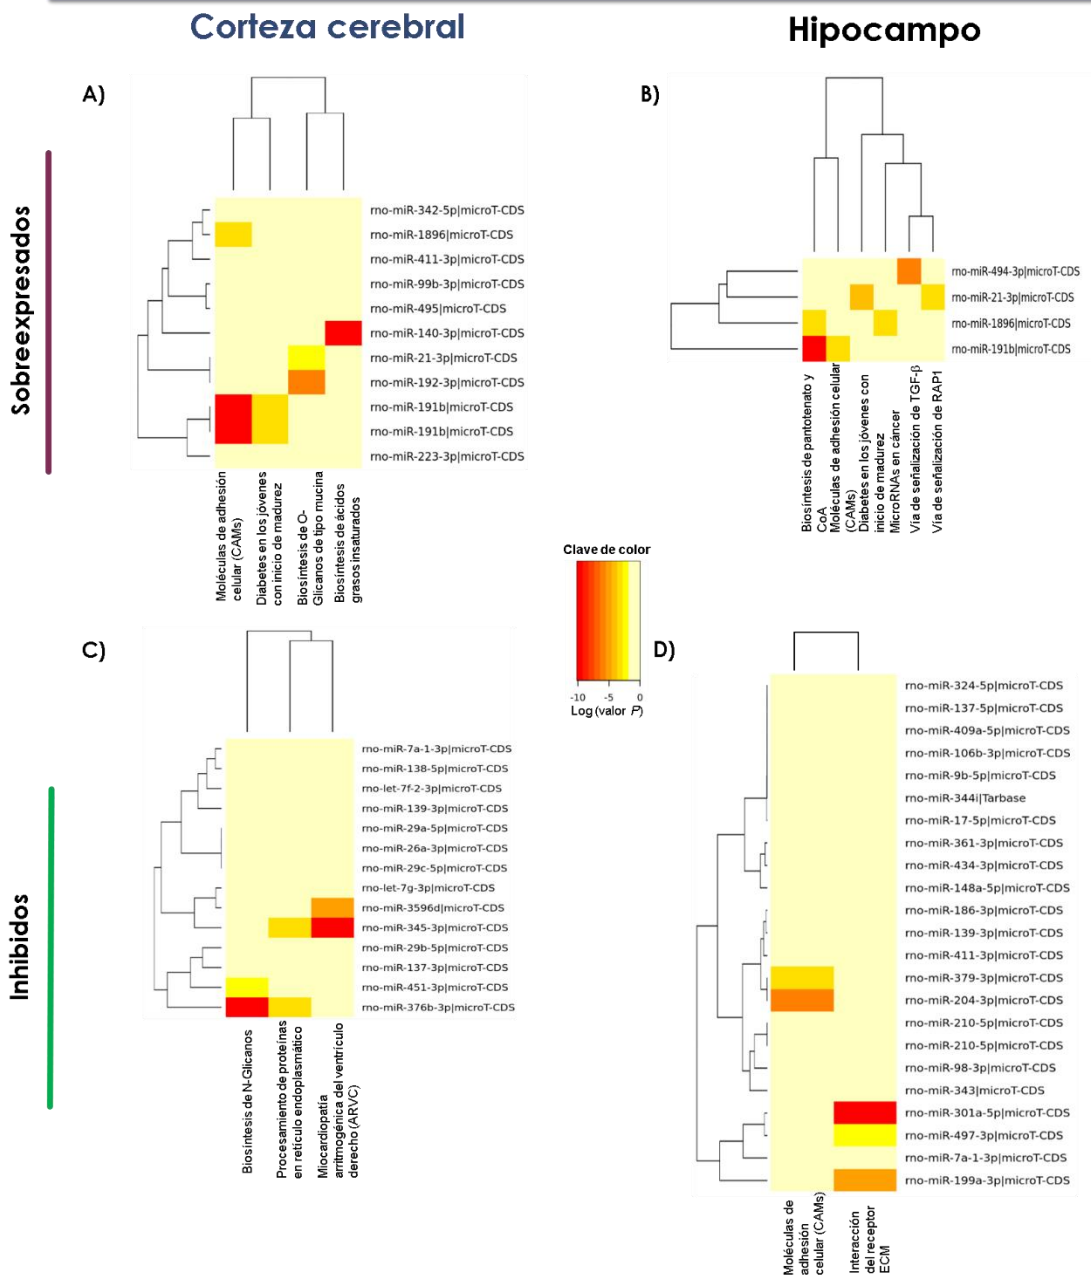 Corteza cerebral
Hipocampo
Sobreexpresados
Inhibidos
A)
rno-miR-342-5p|microT-CDS
rno-miR-1896|microT-CDS
rno-miR-411-3p|microT-CDS
rno-miR-99b-3p|microT-CDS
rno-miR-495|microT-CDS
rno-miR-140-3p|microT-CDS
rno-miR-21-3p|microT-CDS
rno-miR-192-3p|microT-CDS
rno-miR-191b|microT-CDS
rno-miR-191b|microT-CDS
rno-miR-223-3p|microT-CDS
Moléculas de adhesión
celular (CAMs)
Diabetes en los jóvenes
con inicio de madurez
Biosíntesis de O-
Glicanos de tipo mucina
Biosíntesis de ácidos
grasos insaturados
B)
rno-miR-494-3p|microT-CDS
rno-miR-21-3p|microT-CDS
rno-miR-1896|microT-CDS
rno-miR-191b|microT-CDS
Biosíntesis de pantotenato y
CoA
Moléculas de adhesión celular
(CAMs)
Diabetes en los jóvenes con
inicio de madurez
MicroRNAs en cáncer
Vía de señalización de TGF-β
Vía de señalización de RAP1
Clave de color
-10 -5 0
Log (valor P)
C)
rno-miR-7a-1-3p|microT-CDS
rno-miR-138-5p|microT-CDS
rno-let-7f-2-3p|microT-CDS
rno-miR-139-3p|microT-CDS
rno-miR-29a-5p|microT-CDS
rno-miR-26a-3p|microT-CDS
rno-miR-29c-5p|microT-CDS
rno-let-7g-3p|microT-CDS
rno-miR-3596d|microT-CDS
rno-miR-345-3p|microT-CDS
rno-miR-29b-5p|microT-CDS
rno-miR-137-3p|microT-CDS
rno-miR-451-3p|microT-CDS
rno-miR-376b-3p|microT-CDS
Biosíntesis de N-Glicanos
Procesamiento de proteínas
en retículo endoplasmático
Miocardiopatía
arritmogénica del ventrículo
derecho (ARVC)
D)
rno-miR-324-5p|microT-CDS
rno-miR-137-5p|microT-CDS
rno-miR-409a-5p|microT-CDS
rno-miR-106b-3p|microT-CDS
rno-miR-9b-5p|microT-CDS
rno-miR-344i|Tarbase
rno-miR-17-5p|microT-CDS
rno-miR-361-3p|microT-CDS
rno-miR-434-3p|microT-CDS
rno-miR-148a-5p|microT-CDS
rno-miR-186-3p|microT-CDS
rno-miR-139-3p|microT-CDS
rno-miR-411-3p|microT-CDS
rno-miR-379-3p|microT-CDS
rno-miR-204-3p|microT-CDS
rno-miR-210-5p|microT-CDS
rno-miR-210-5p|microT-CDS
rno-miR-98-3p|microT-CDS
rno-miR-343|microT-CDS
rno-miR-301a-5p|microT-CDS
rno-miR-497-3p|microT-CDS
rno-miR-7a-1-3p|microT-CDS
rno-miR-199a-3p|microT-CDS
Moléculas de
adhesión
celular (CAMs)
Interacción
del receptor
ECM